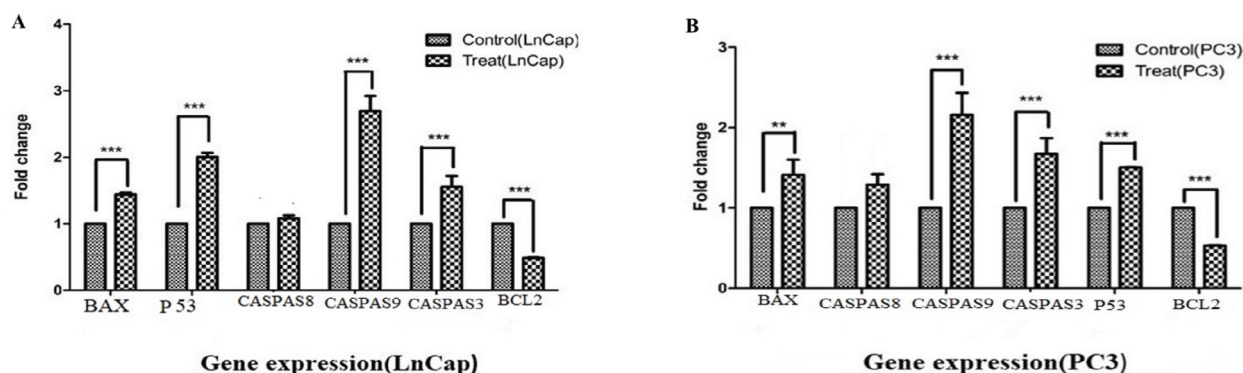 A
Fold change
4
3
2
1
0
Control(LnCap)
Treat(LnCap)
***
***
***
***
***
BAX
P 53
CASPAS8
CASPAS9
CASPAS3
BCL2
Gene expression(LnCap)
B
Fold change
3
2
1
0
Control(PC3)
Treat(PC3)
**
***
***
***
***
BAX
CASPAS8
CASPAS9
CASPAS3
P53
BCL2
Gene expression(PC3)